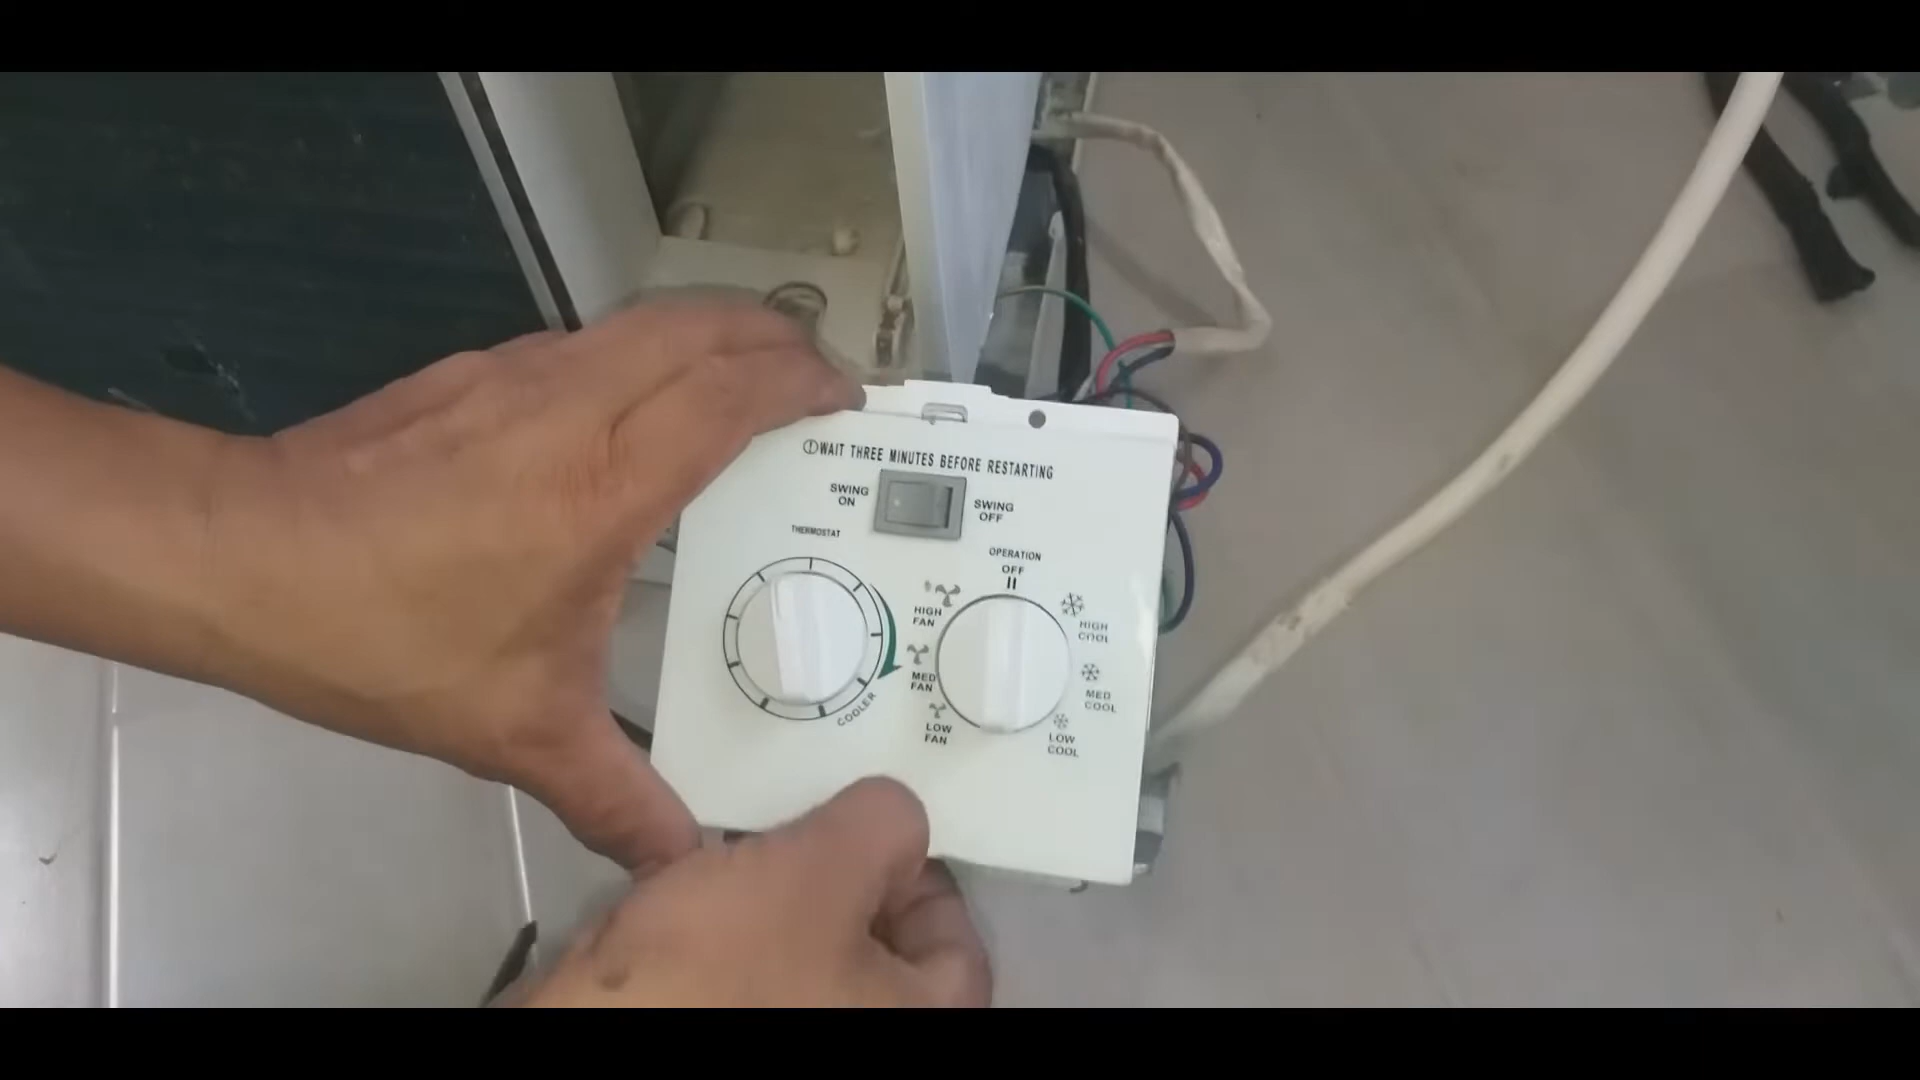 WAIT THREE MINUTES BEFORE RESTARTING
SWING
ON
SWING
OFF
THERMOSTAT
COOLER
OPERATION
OFF
HIGH
FAN
MED
FAN
LOW
FAN
HIGH
COOL
MED
COOL
LOW
COOL